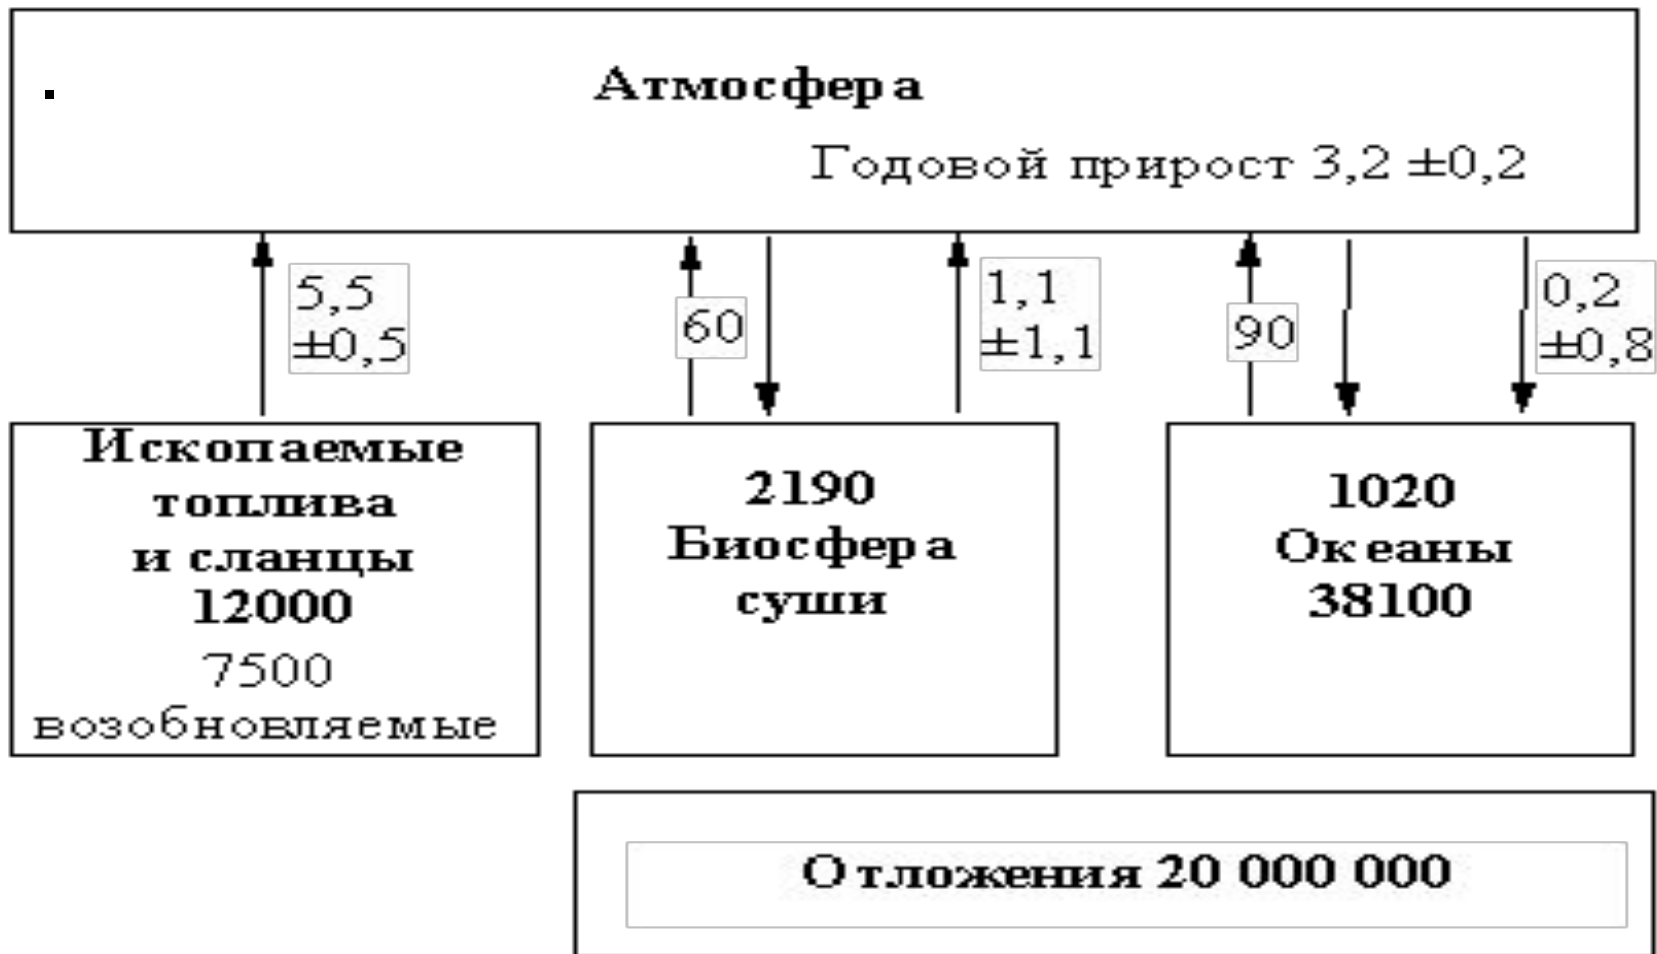 Атмосфера
Годовой прирост 3,2 ±0,2
5,5
±0,5
60
1,1
±1,1
90
0,2
±0,8
Ископаемые
топлива
и сланцы
12000
7500
возобновляемые
2190
Биосфера
суши
1020
Океаны
38100
Отложения 20 000 000